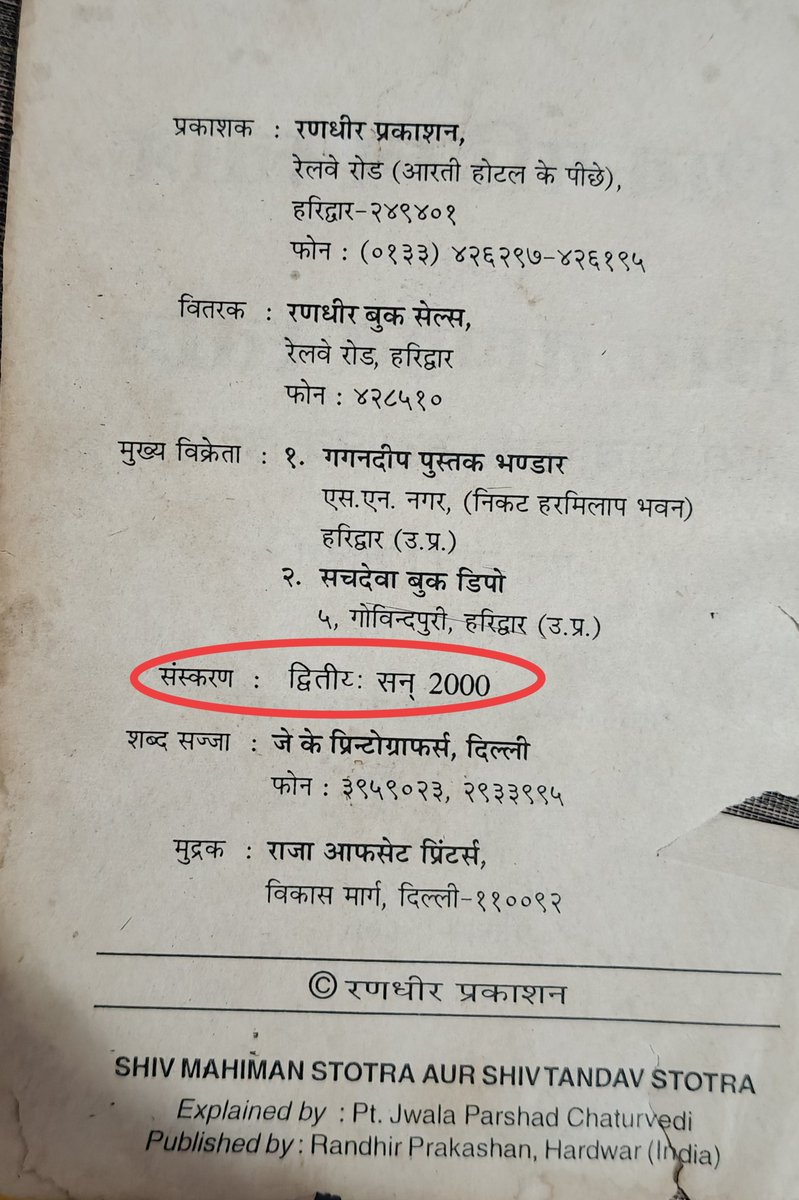 प्रकाशक : रणधीर प्रकाशन,
रेलवे रोड (आरती होटल के पीछे),
हरिद्वार-२४९४०१
फोन : (०१३३) ४२६२९७-४२६१९५
वितरक : रणधीर बुक सेल्स,
रेलवे रोड, हरिद्वार
फोन : ४२८५१०
मुख्य विक्रेता : १. गगनदीप पुस्तक भण्डार
एस.एन. नगर, (निकट हरमिलाप भवन)
हरिद्वार (उ.प्र.)
२. सचदेवा बुक डिपो
५, गोविन्दपुरी, हरिद्वार (उ.प्र.)
संस्करण : द्वितीय: सन् 2000
शब्द सज्जा : जे के प्रिन्टोग्राफर्स, दिल्ली
फोन : ३९५९०२३, २९३३९९५
मुद्रक : राजा आफसेट प्रिंटर्स,
विकास मार्ग, दिल्ली-११००९२
© रणधीर प्रकाशन
SHIV MAHIMAN STOTRA AUR SHIV TANDAV STOTRA
Explained by : Pt. Jwala Parshad Chaturvedi
Published by : Randhir Prakashan, Hardwar (India)